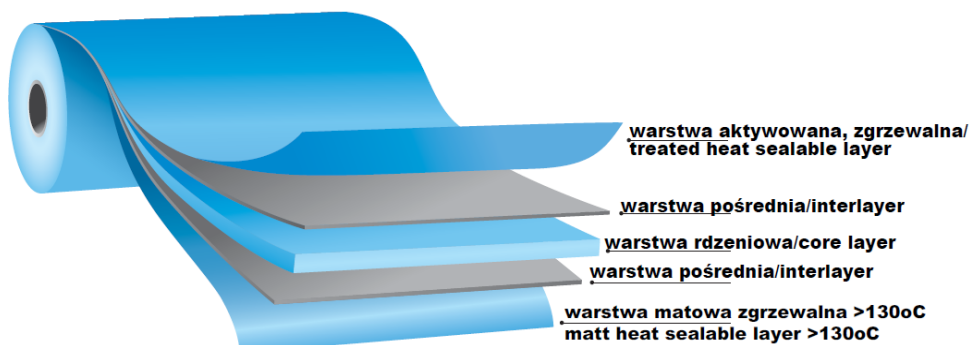 warstwa aktywowana, zgrzewalna/
treated heat sealable layer
warstwa pośrednia/interlayer
warstwa rdzeniowa/core layer
warstwa pośrednia/interlayer
warstwa matowa zgrzewalna >130oC
matt heat sealable layer >130oC